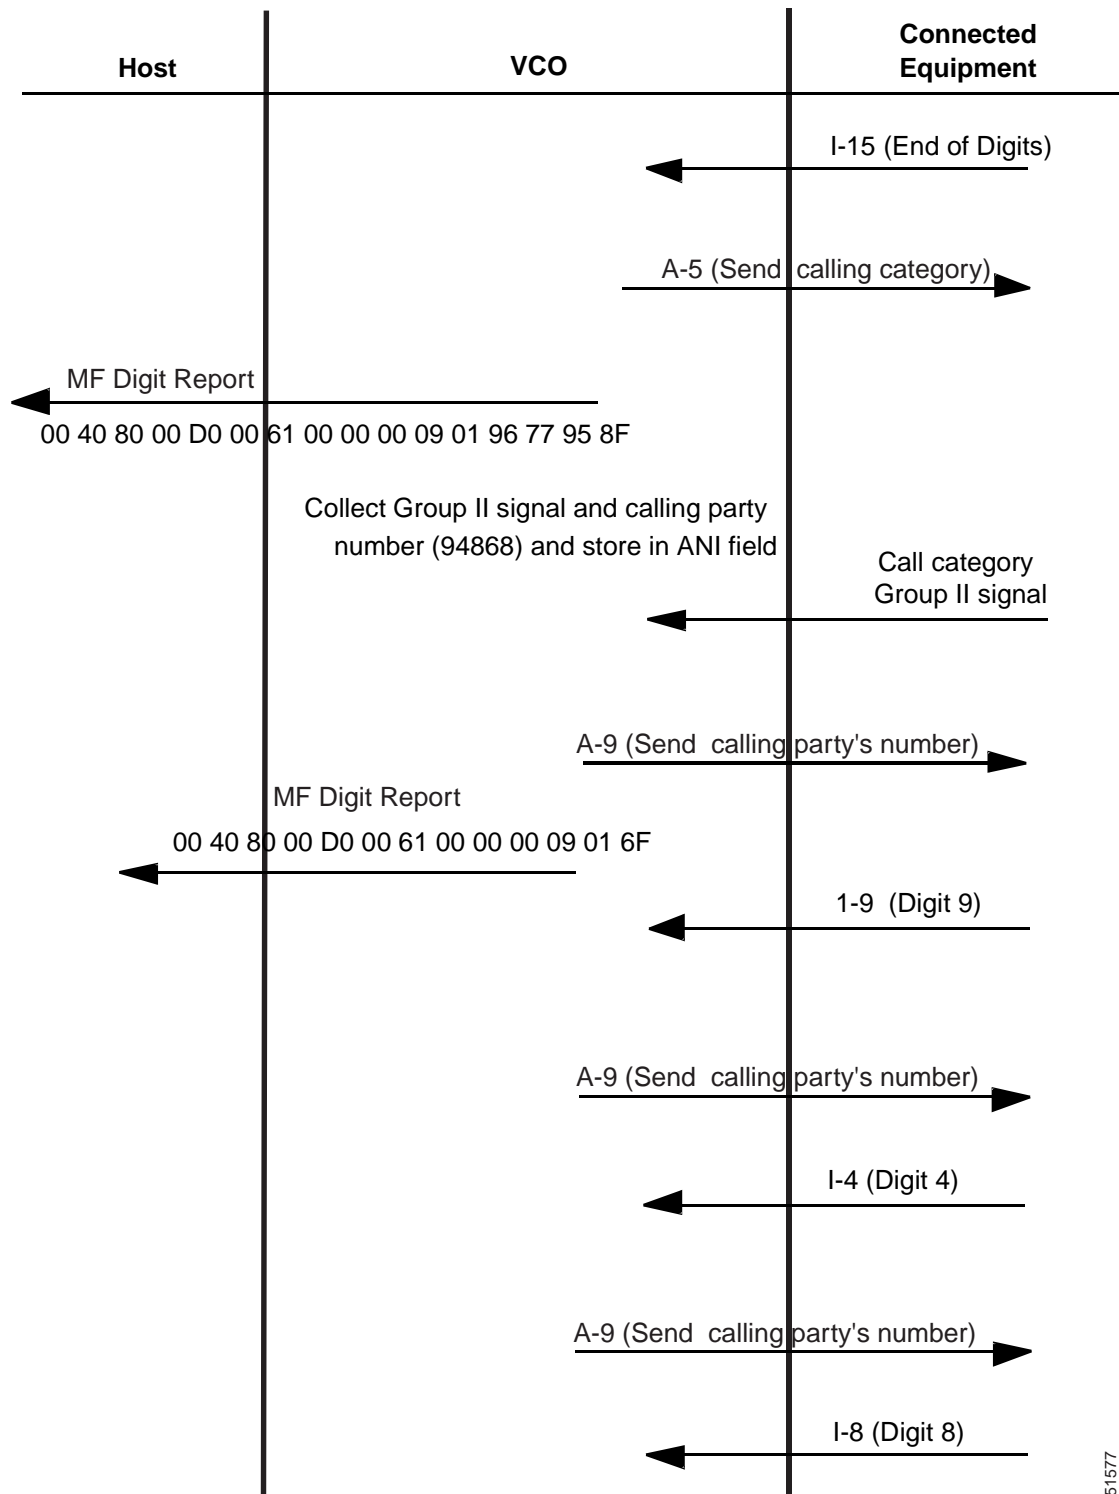 Host
VCO
Connected
Equipment
I-15 (End of Digits)
A-5 (Send calling category)
MF Digit Report
00 40 80 00 D0 00 61 00 00 00 09 01 96 77 95 8F
Collect Group II signal and calling party
number (94868) and store in ANI field
Call category
Group II signal
A-9 (Send calling party's number)
MF Digit Report
00 40 80 00 D0 00 61 00 00 00 09 01 6F
1-9 (Digit 9)
A-9 (Send calling party's number)
I-4 (Digit 4)
A-9 (Send calling party's number)
I-8 (Digit 8)
51577